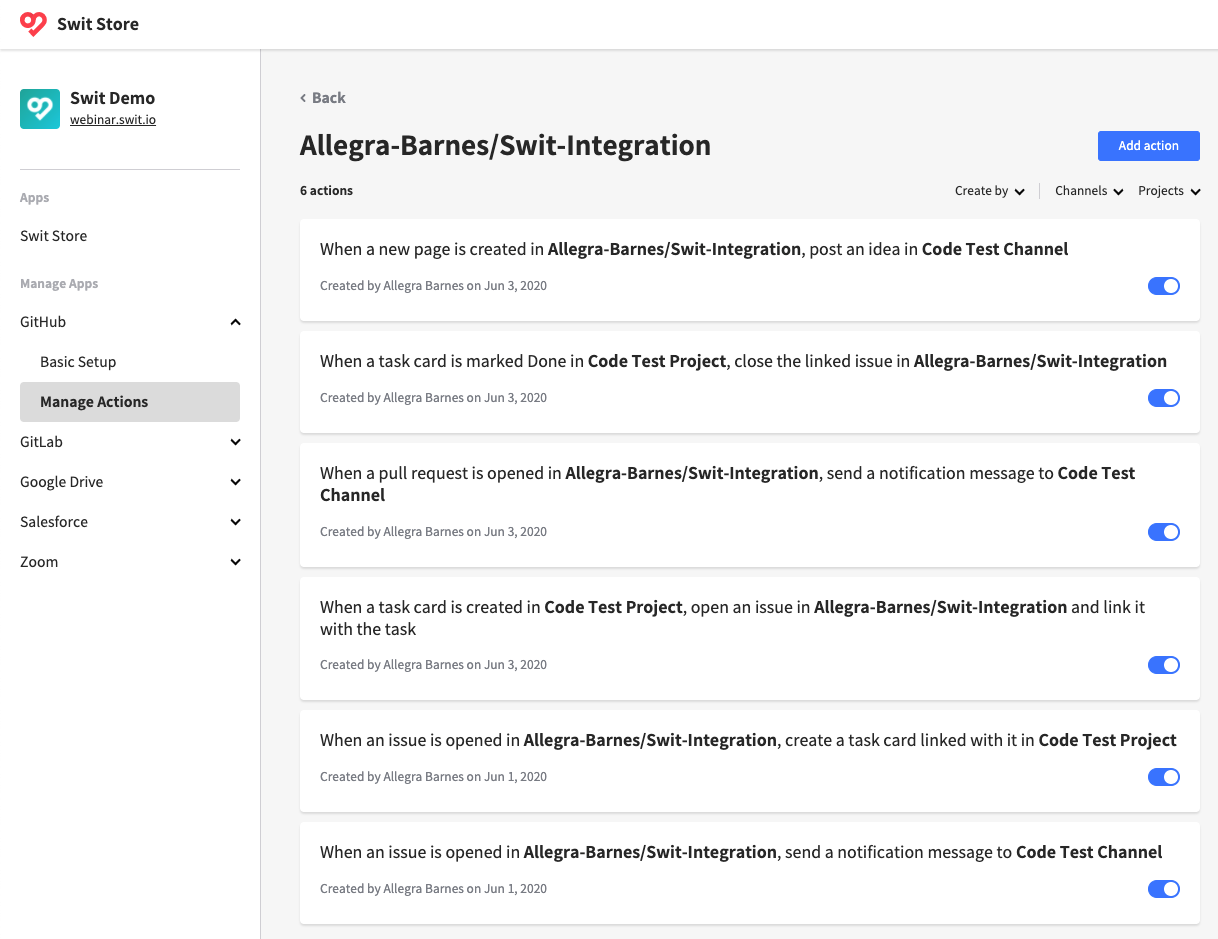 Swit Store
Swit Demo
webinar.swit.io
Apps
Swit Store
Manage Apps
GitHub
Basic Setup
Manage Actions
GitLab
Google Drive
Salesforce
Zoom
Back
Allegra-Barnes/Swit-Integration
Add action
6 actions
Create by
Channels
Projects
When a new page is created in Allegra-Barnes/Swit-Integration, post an idea in Code Test Channel
Created by Allegra Barnes on Jun 3, 2020
When a task card is marked Done in Code Test Project, close the linked issue in Allegra-Barnes/Swit-Integration
Created by Allegra Barnes on Jun 3, 2020
When a pull request is opened in Allegra-Barnes/Swit-Integration, send a notification message to Code Test
Channel
Created by Allegra Barnes on Jun 3, 2020
When a task card is created in Code Test Project, open an issue in Allegra-Barnes/Swit-Integration and link it
with the task
Created by Allegra Barnes on Jun 3, 2020
When an issue is opened in Allegra-Barnes/Swit-Integration, create a task card linked with it in Code Test Project
Created by Allegra Barnes on Jun 1, 2020
When an issue is opened in Allegra-Barnes/Swit-Integration, send a notification message to Code Test Channel
Created by Allegra Barnes on Jun 1, 2020